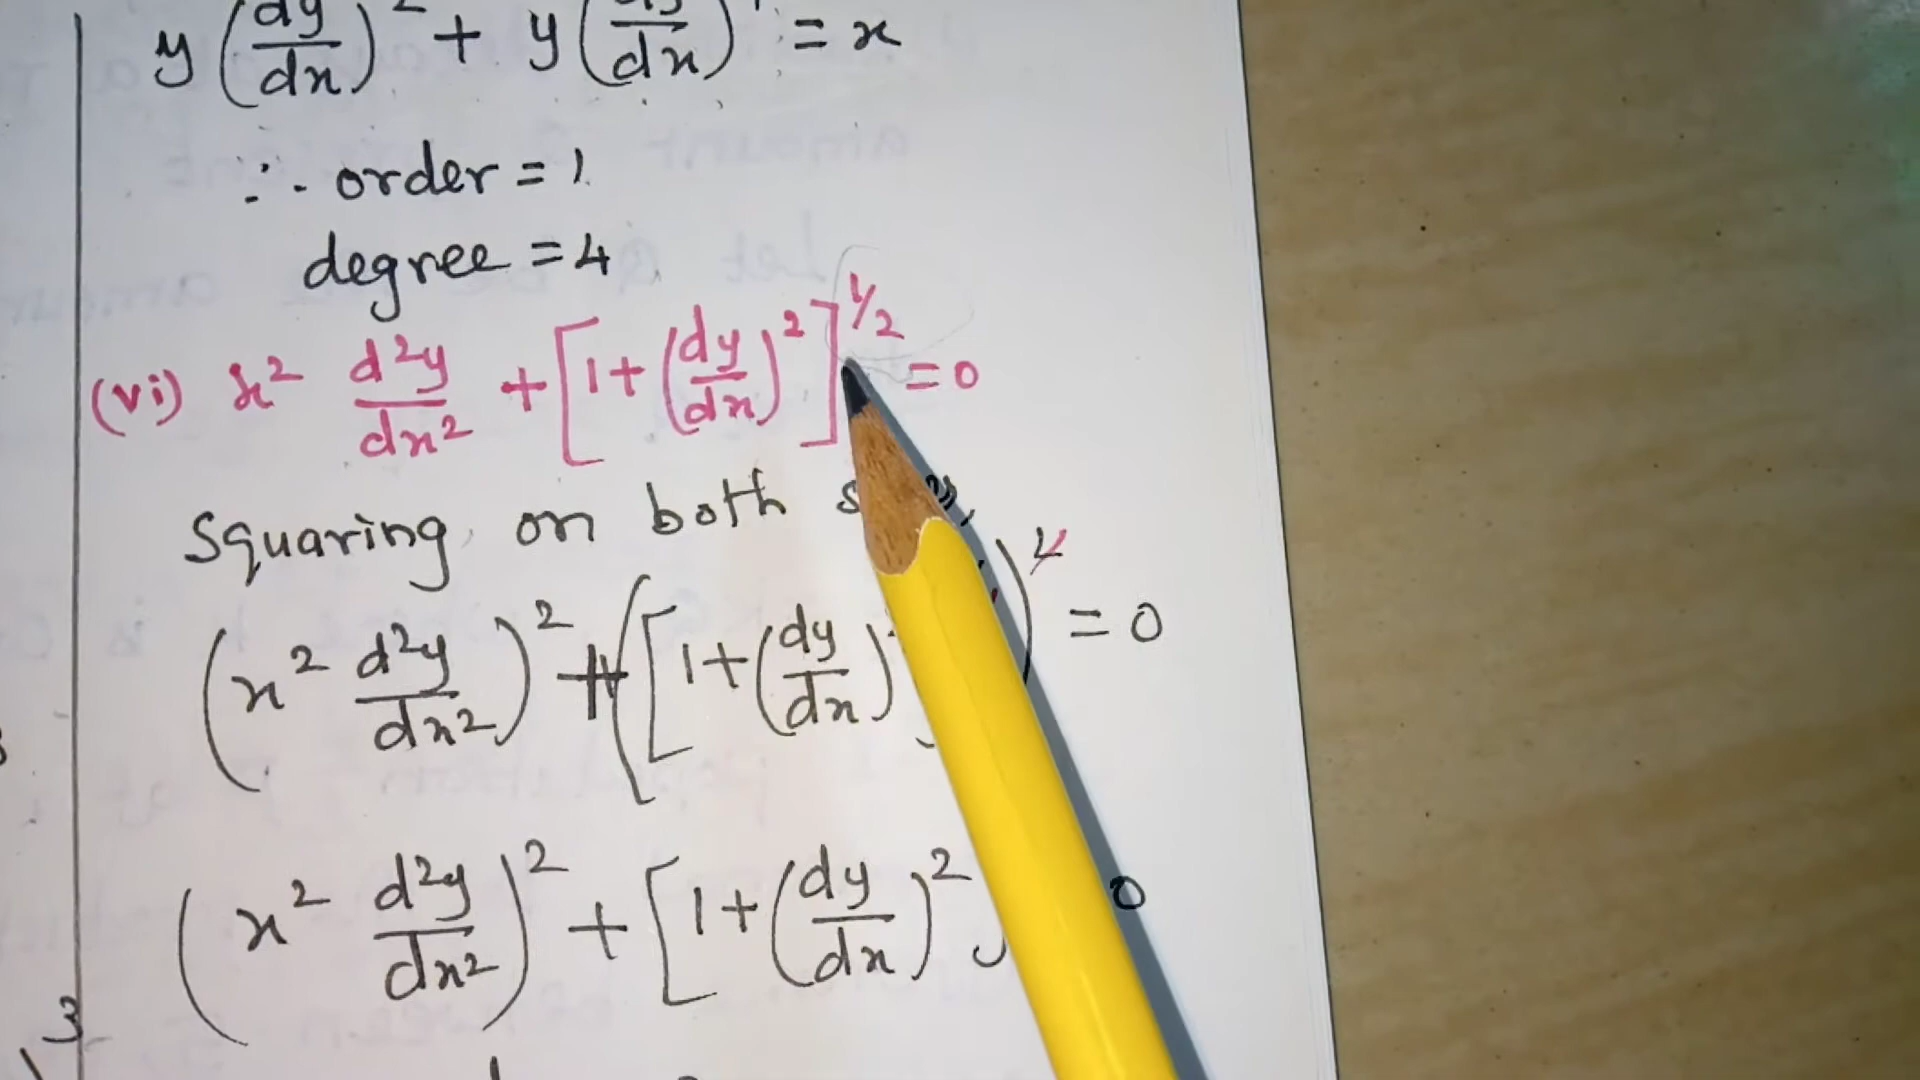 y(dy/dx)² + y(dy/dx) = x
∴ order = 1
degree = 4
(vi) x² d²y/dx² + [1+(dy/dx)²]^1/2 = 0
Squaring on both
(x² d²y/dx²)² + ([1+(dy/dx) )² = 0
(x² d²y/dx²)² + [1+(dy/dx)² 0
3